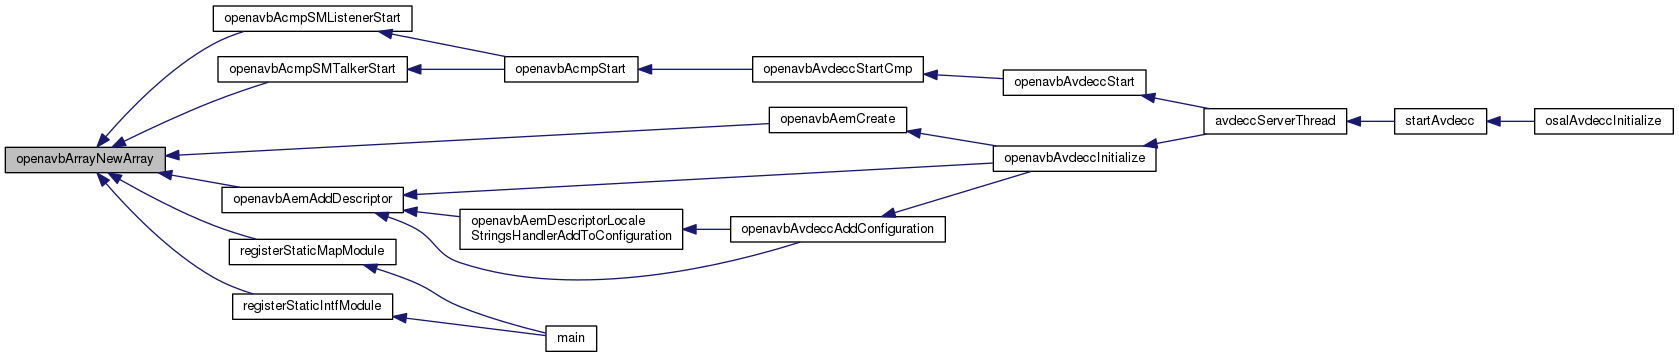 openavbAcmpSMListenerStart
openavbAcmpSMTalkerStart
openavbAcmpStart
openavbAvdeccStartCmp
openavbAvdeccStart
openavbAemCreate
avdeccServerThread
startAvdecc
osalAvdeccInitialize
openavbArrayNewArray
openavbAvdeccInitialize
openavbAemAddDescriptor
openavbAemDescriptorLocale
StringsHandlerAddToConfiguration
openavbAvdeccAddConfiguration
registerStaticMapModule
registerStaticIntfModule
main